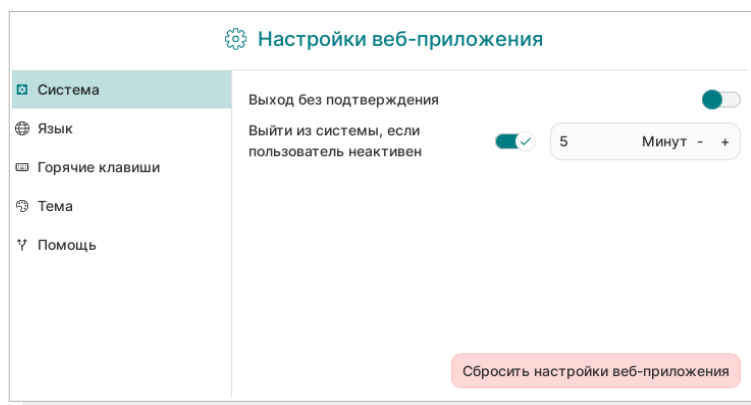 Настройки веб-приложения
Система
Язык
Горячие клавиши
Тема
Помощь
Выход без подтверждения
Выйти из системы, если
пользователь неактивен
5 Минут - +
Сбросить настройки веб-приложения